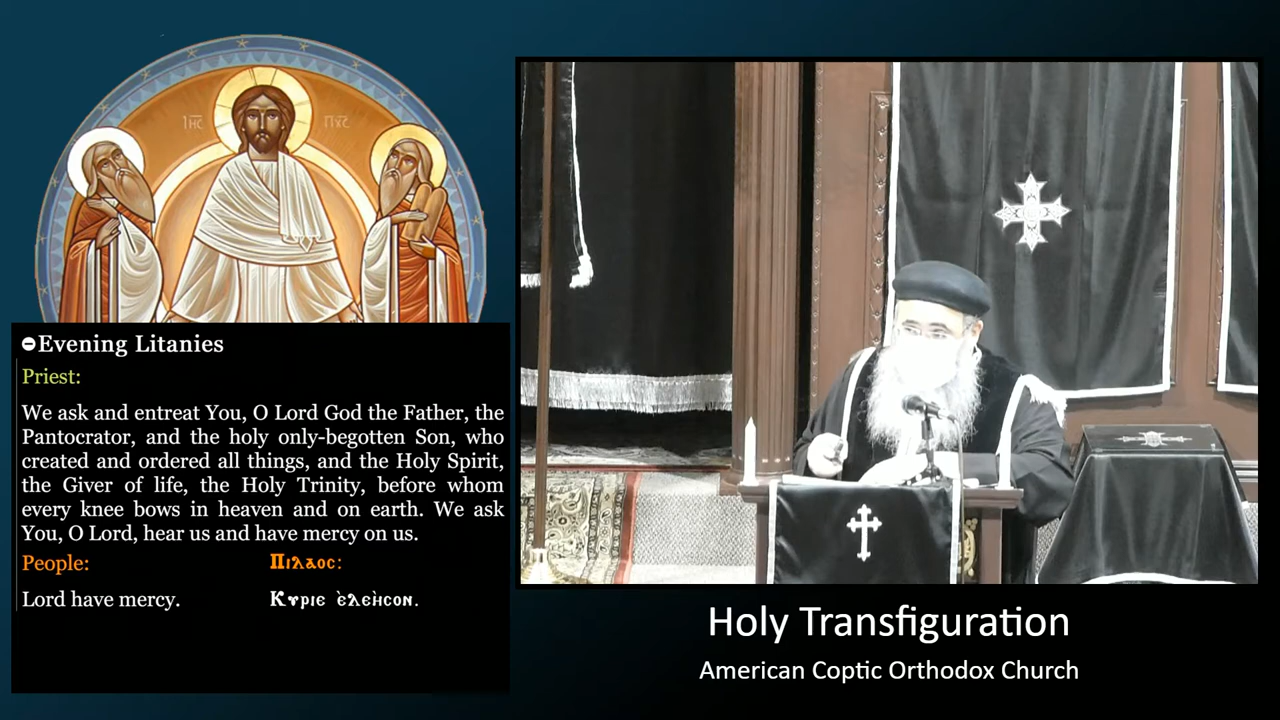 ⲒⲎⲤ ⲠⲬⲤ
⊖Evening Litanies
Priest:
We ask and entreat You, O Lord God the Father, the
Pantocrator, and the holy only-begotten Son, who
created and ordered all things, and the Holy Spirit,
the Giver of life, the Holy Trinity, before whom
every knee bows in heaven and on earth. We ask
You, O Lord, hear us and have mercy on us.
People: Ⲡⲓⲗⲁⲟⲥ:
Lord have mercy. Ⲕⲩⲣⲓⲉ ⲉ̀ⲗⲉⲏ̀ⲥⲟⲛ.
Holy Transfiguration
American Coptic Orthodox Church